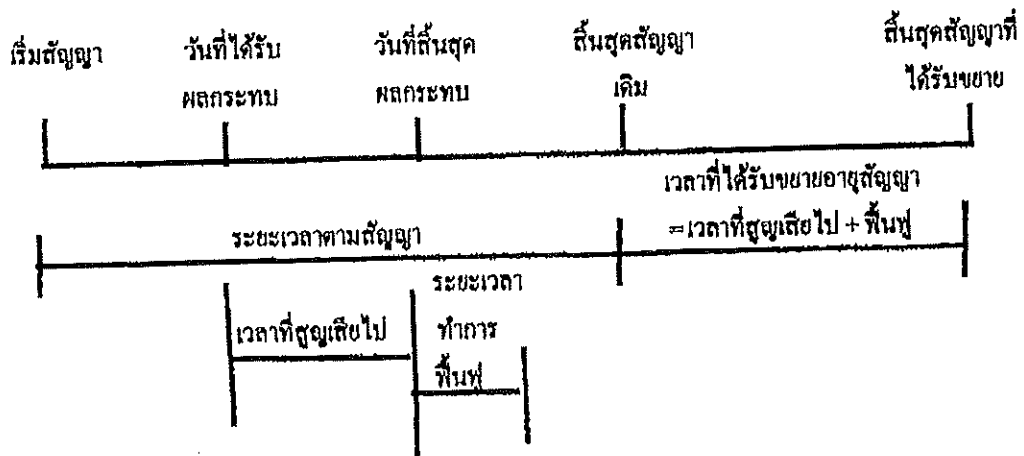 เริ่มสัญญา
วันที่ได้รับ
ผลกระทบ
วันที่สิ้นสุด
ผลกระทบ
สิ้นสุดสัญญา
เดิม
สิ้นสุดสัญญาที่
ได้รับขยาย
เวลาที่ได้รับขยายอายุสัญญา
=เวลาที่สูญเสียไป + ฟื้นฟู
ระยะเวลาตามสัญญา
เวลาที่สูญเสียไป
ระยะเวลา
ทำการ
ฟื้นฟู